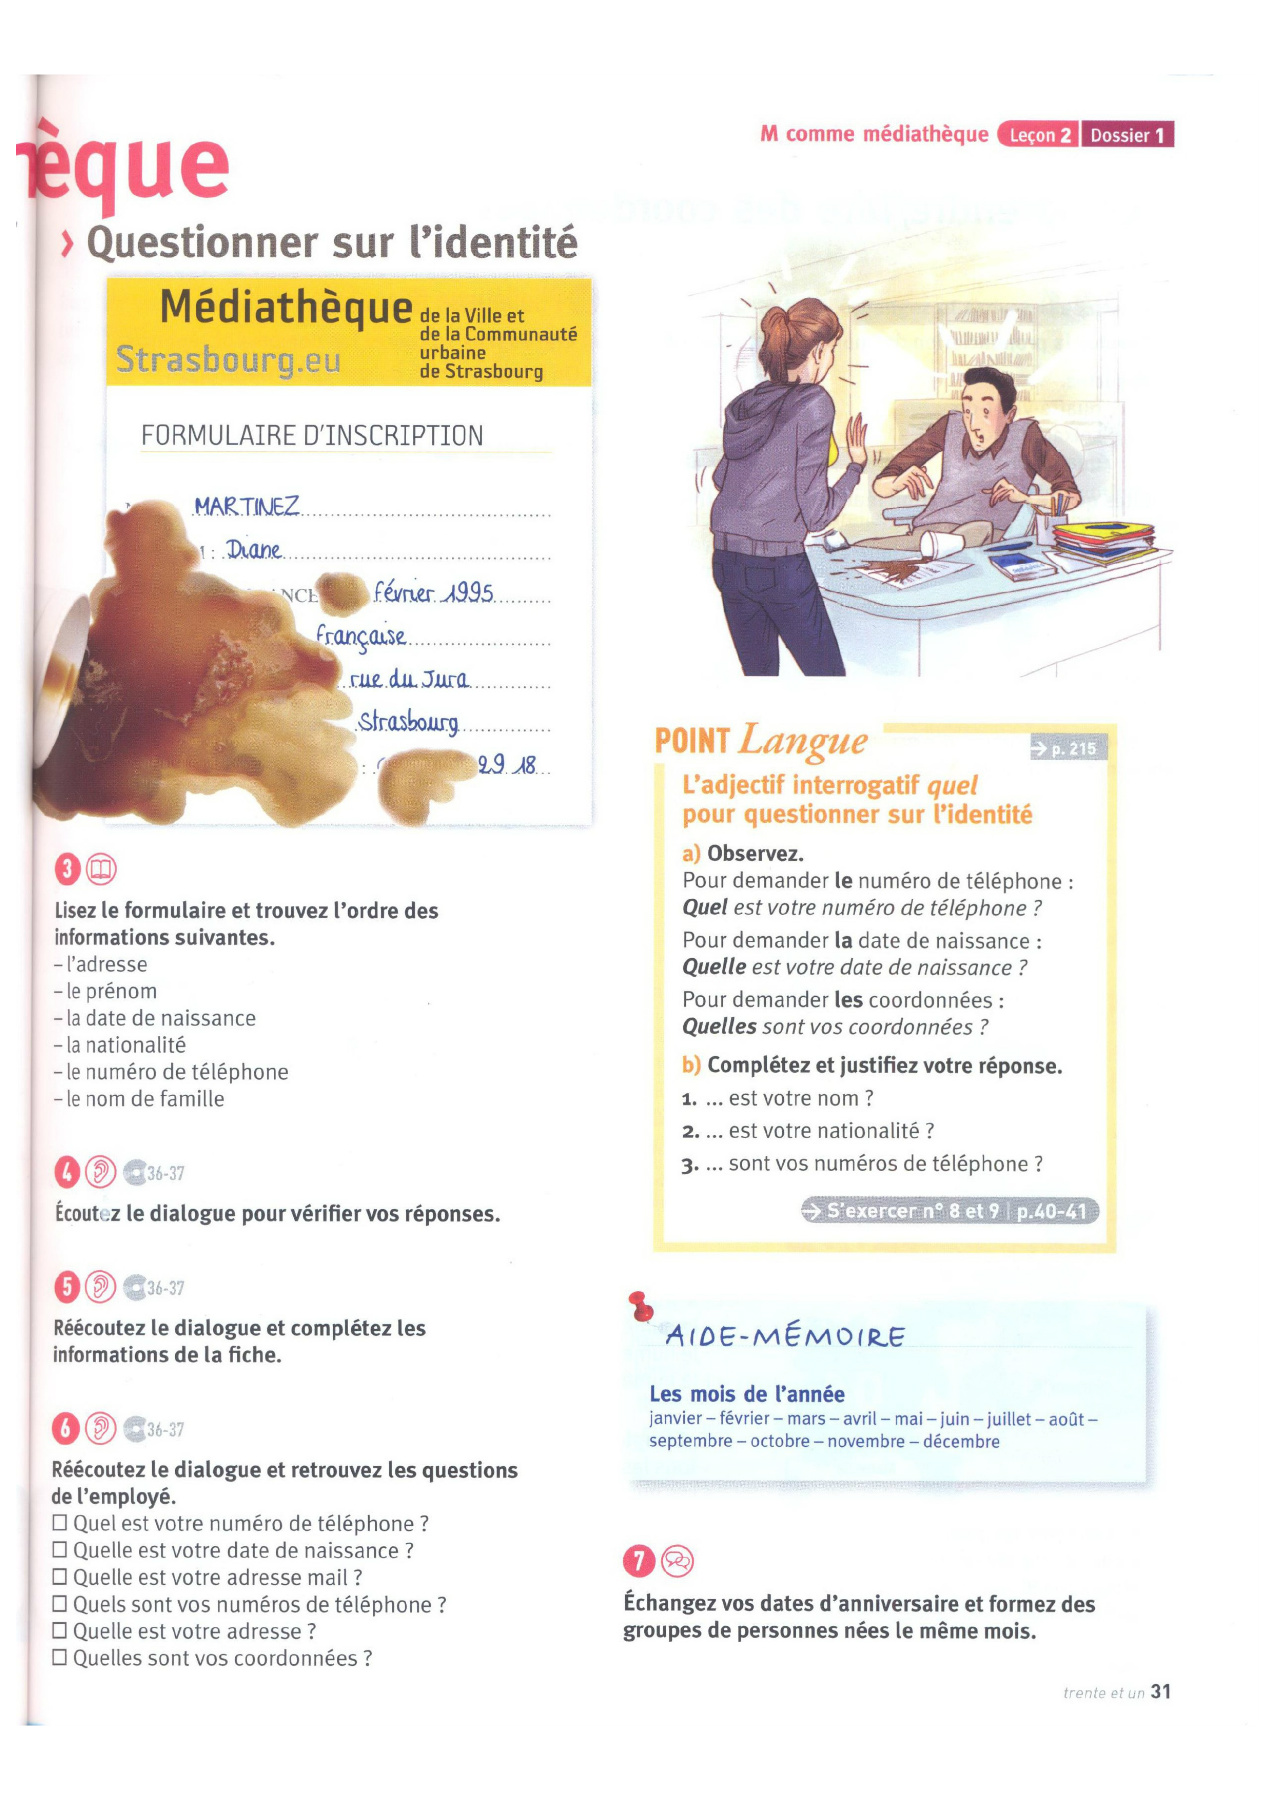 M comme médiathèque Leçon 2 Dossier 1
èque
› Questionner sur l'identité
Médiathèque de la Ville et
de la Communauté
urbaine
de Strasbourg
Strasbourg.eu
FORMULAIRE D'INSCRIPTION
MARTINEZ
: Diane
NCE février 1995
Française
rue du Jura
Strasbourg
: 29 18
3
Lisez le formulaire et trouvez l'ordre des
informations suivantes.
– l'adresse
– le prénom
– la date de naissance
– la nationalité
– le numéro de téléphone
– le nom de famille
4 36-37
Écoutez le dialogue pour vérifier vos réponses.
5 36-37
Réécoutez le dialogue et complétez les
informations de la fiche.
6 36-37
Réécoutez le dialogue et retrouvez les questions
de l'employé.
☐ Quel est votre numéro de téléphone ?
☐ Quelle est votre date de naissance ?
☐ Quelle est votre adresse mail ?
☐ Quels sont vos numéros de téléphone ?
☐ Quelle est votre adresse ?
☐ Quelles sont vos coordonnées ?
POINT Langue → p. 215
L'adjectif interrogatif quel
pour questionner sur l'identité
a) Observez.
Pour demander le numéro de téléphone :
Quel est votre numéro de téléphone ?
Pour demander la date de naissance :
Quelle est votre date de naissance ?
Pour demander les coordonnées :
Quelles sont vos coordonnées ?
b) Complétez et justifiez votre réponse.
1. ... est votre nom ?
2. ... est votre nationalité ?
3. ... sont vos numéros de téléphone ?
→ S'exercer n° 8 et 9 | p.40-41
AIDE-MÉMOIRE
Les mois de l'année
janvier – février – mars – avril – mai – juin – juillet – août –
septembre – octobre – novembre – décembre
7
Échangez vos dates d'anniversaire et formez des
groupes de personnes nées le même mois.
trente et un 31